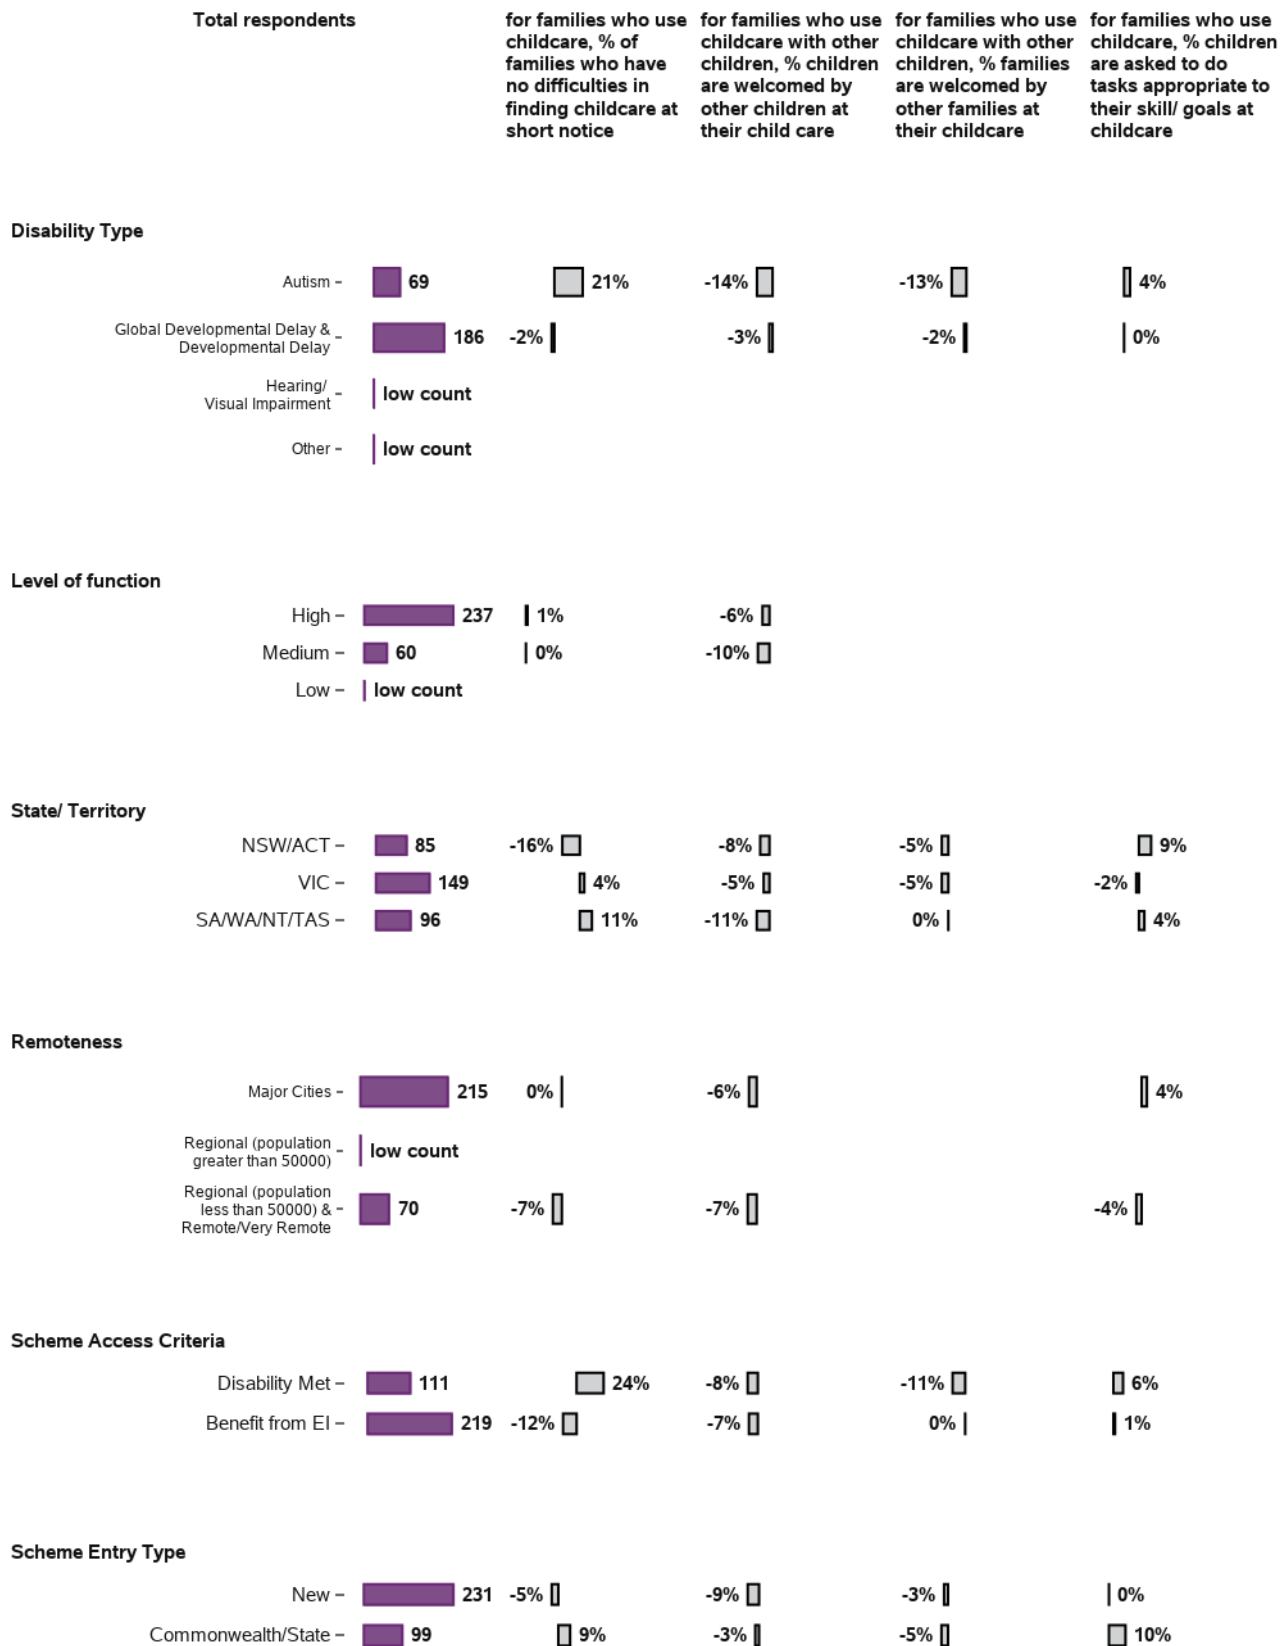 Total respondents
for families who use childcare, % of families who have no difficulties in finding childcare at short notice
for families who use childcare with other children, % children are welcomed by other children at their child care
for families who use childcare with other children, % families are welcomed by other families at their childcare
for families who use childcare, % children are asked to do tasks appropriate to their skill/ goals at childcare
Disability Type
Autism 69 21% -14% -13% 4%
Global Developmental Delay &
Developmental Delay 186 -2% -3% -2% 0%
Hearing/
Visual Impairment low count
Other low count
Level of function
High 237 1% -6%
Medium 60 0% -10%
Low low count
State/ Territory
NSW/ACT 85 -16% -8% -5% 9%
VIC 149 4% -5% -5% -2%
SA/WA/NT/TAS 96 11% -11% 0% 4%
Remoteness
Major Cities 215 0% -6% 4%
Regional (population
greater than 50000) low count
Regional (population
less than 50000) &
Remote/Very Remote 70 -7% -7% -4%
Scheme Access Criteria
Disability Met 111 24% -8% -11% 6%
Benefit from EI 219 -12% -7% 0% 1%
Scheme Entry Type
New 231 -5% -9% -3% 0%
Commonwealth/State 99 9% -3% -5% 10%